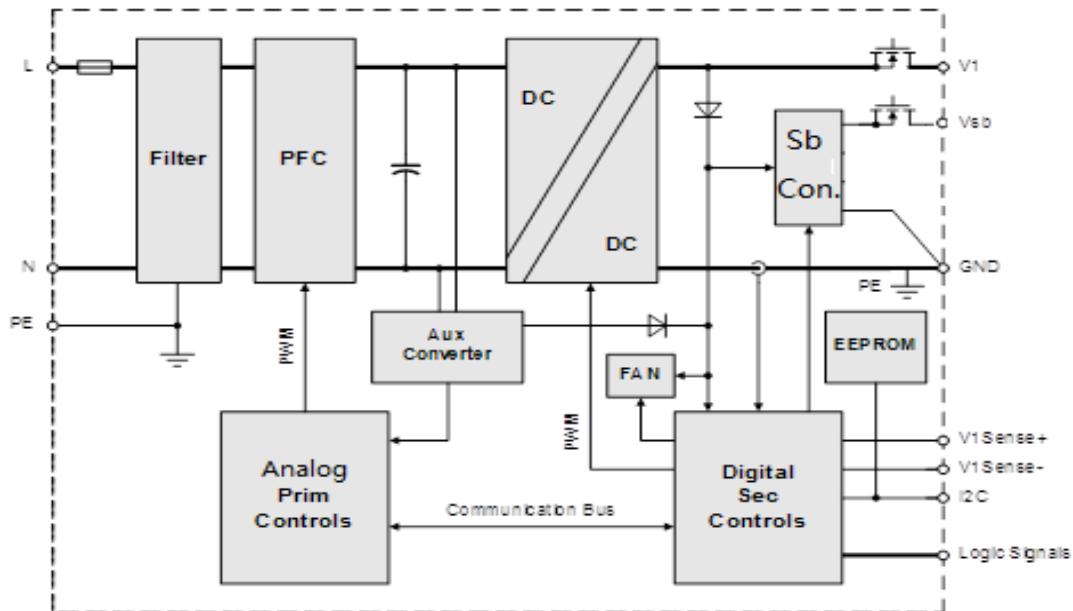 L
Filter
PFC
DC
DC
V1
Vsb
Sb
Con.
N
PE
GND
PE
PWM
Aux
Converter
FAN
EEPROM
PWM
Analog
Prim
Controls
Communication Bus
Digital
Sec
Controls
V1Sense+
V1Sense-
I2C
Logic Signals